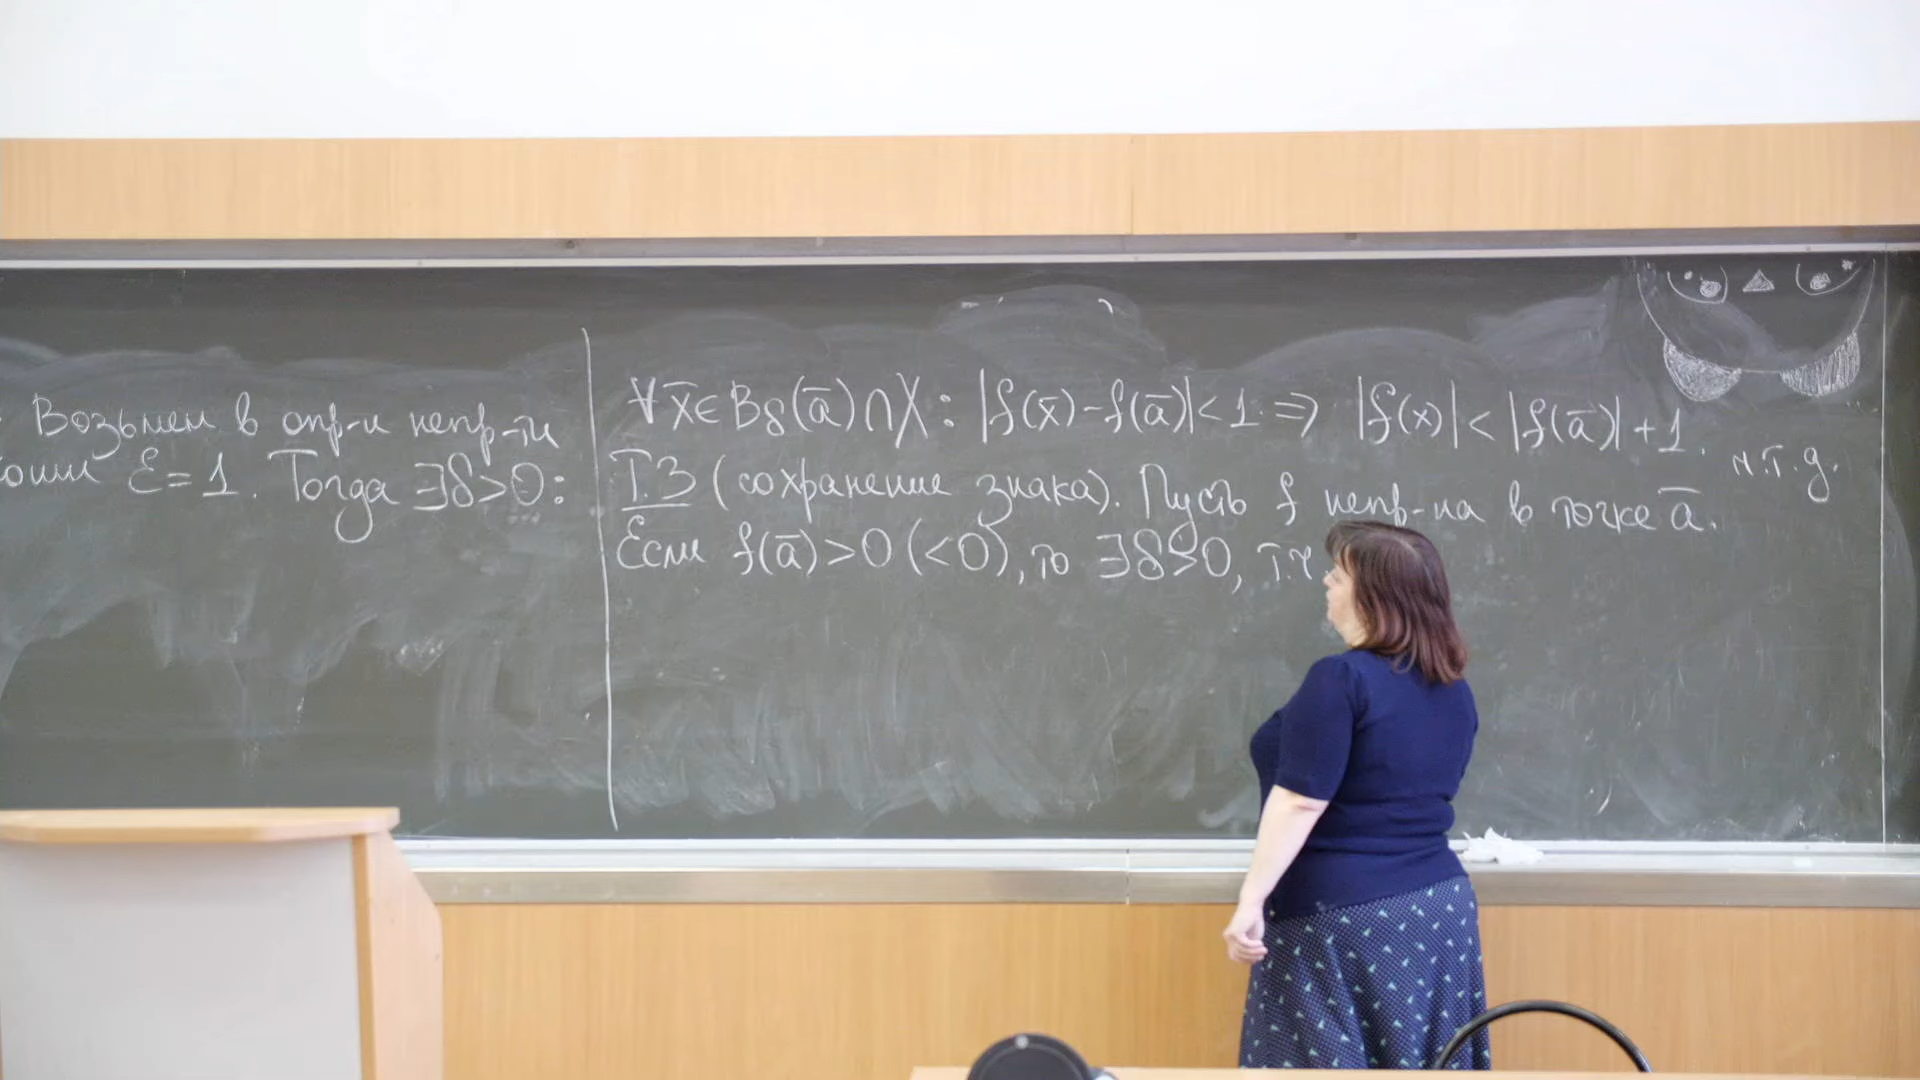 Возьмем в опр-и непр-ти
Коши ε=1. Тогда ∃δ>0:
∀x̄∈Bδ(ā)∩X: |f(x̄)-f(ā)|<1 ⇒ |f(x)|<|f(ā)|+1.
ч.т.д.
Т.3 (сохранение знака). Пусть f непр-на в точке ā.
Если f(ā)>0 (<0), то ∃δ>0, т.ч